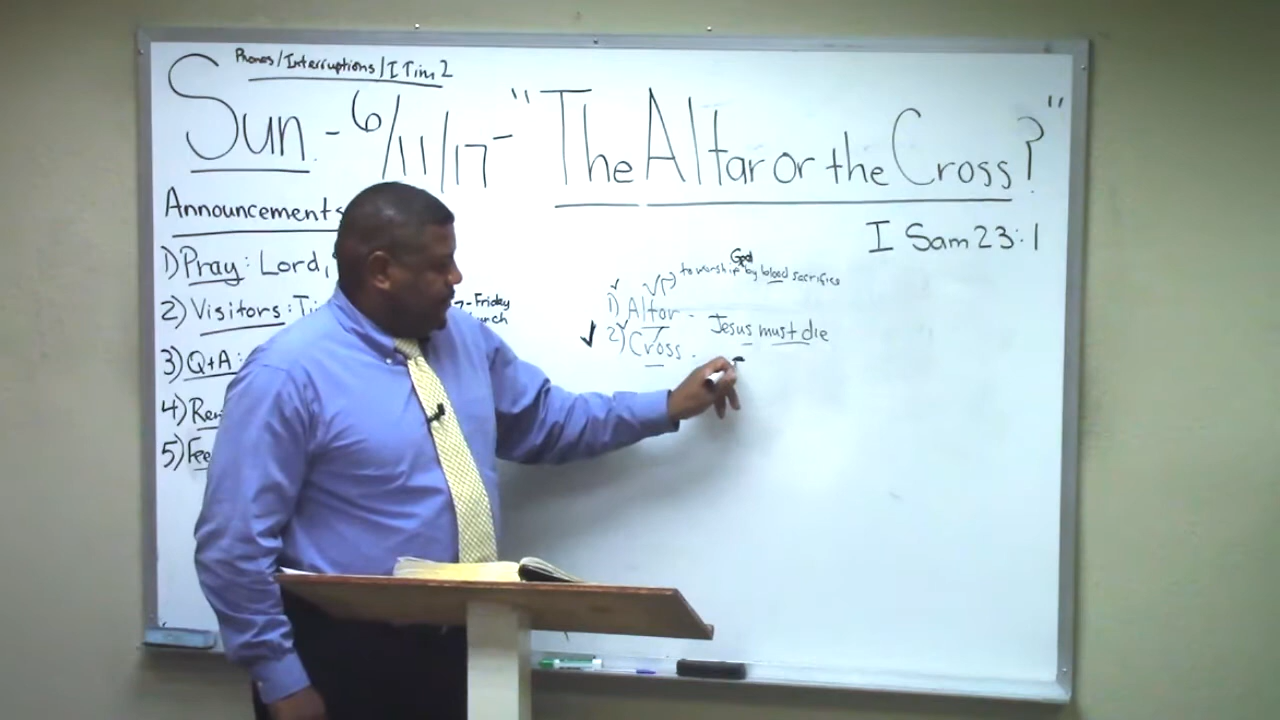 Phones/Interruptions/I Tim 2
Sun - 6/11/17 - "The Altar or the Cross?"
I Sam 23:1
Announcements
1) Pray: Lord,
2) Visitors:
7-Friday
3) Q+A:
4)
5)
God
to worship by blood sacrifice
1) Altar -
2) Cross -
Jesus must die